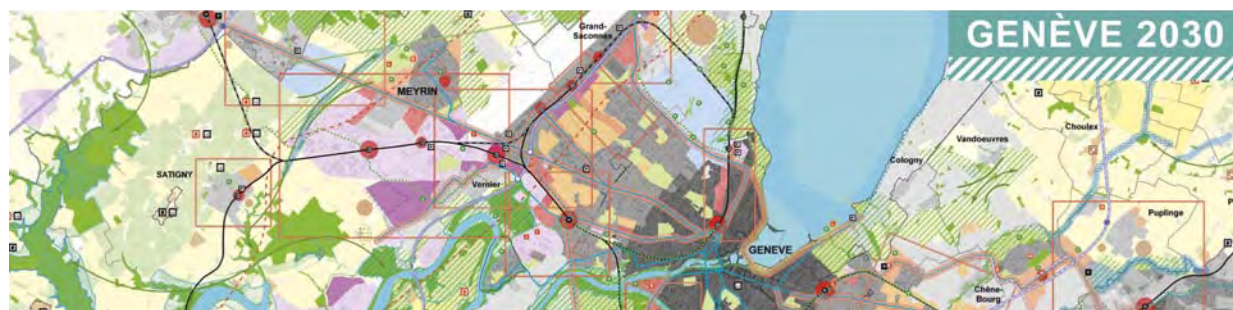 GENÈVE 2030
Grand-
Saconnex
MEYRIN
SATIGNY
Vernier
GENEVE
Cologny
Vandoeuvres
Choulex
Puplinge
Chêne-
Bourg